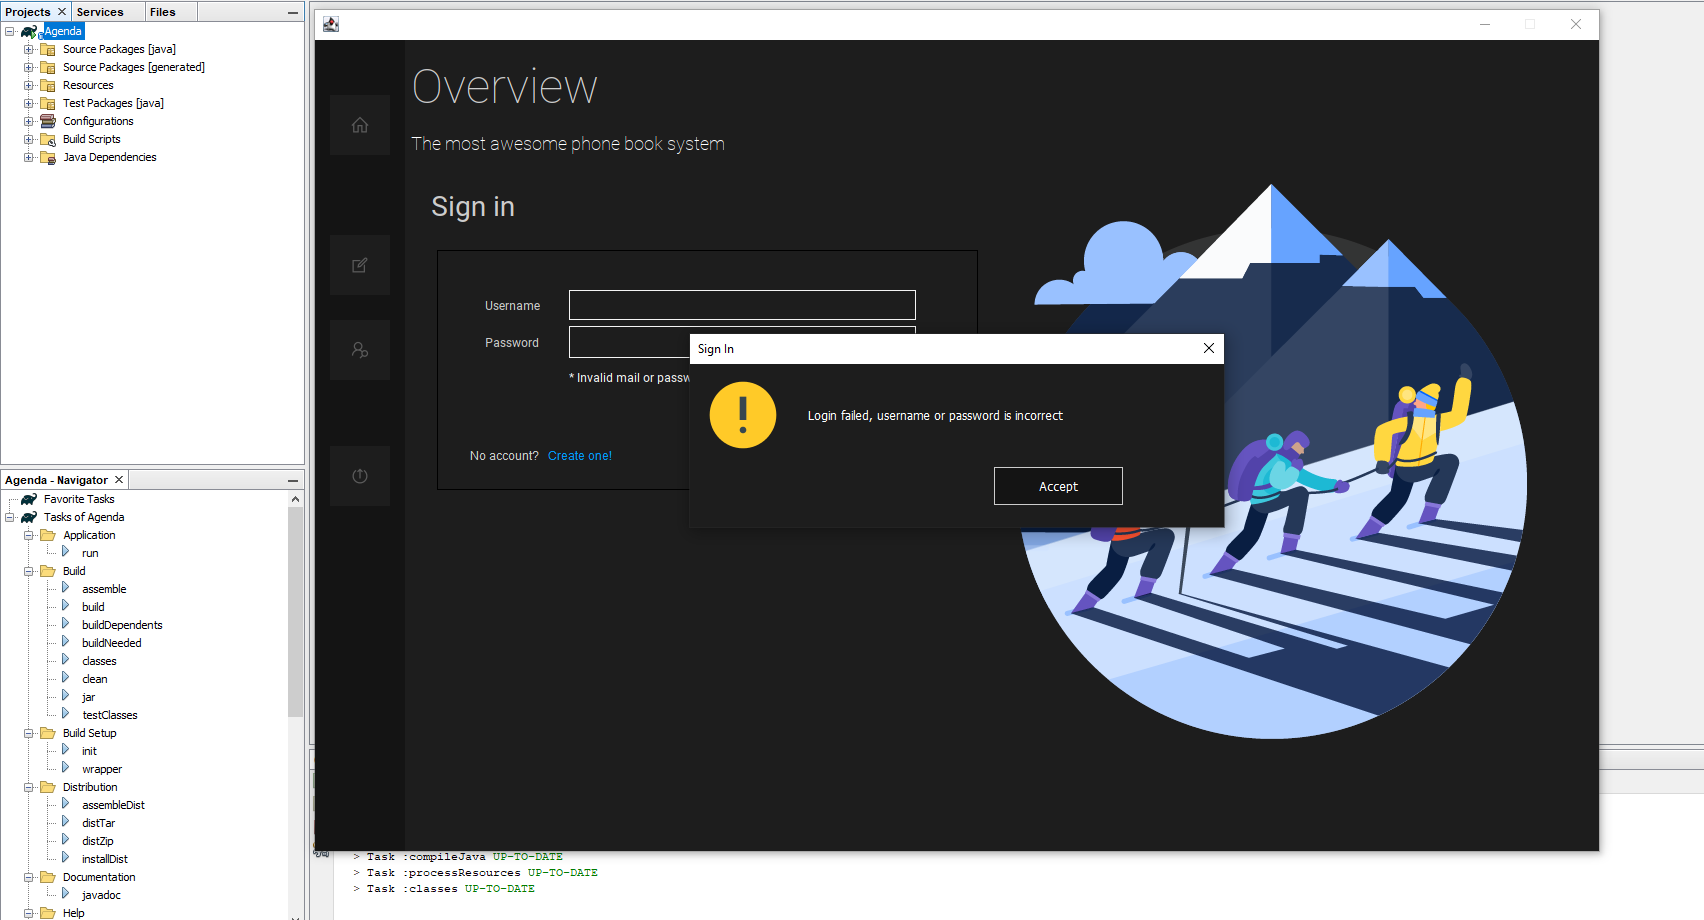 Projects
Services
Files
Agenda
Source Packages [java]
Source Packages [generated]
Resources
Test Packages [java]
Configurations
Build Scripts
Java Dependencies
Agenda - Navigator
Favorite Tasks
Tasks of Agenda
Application
run
Build
assemble
build
buildDependents
buildNeeded
classes
clean
jar
testClasses
Build Setup
init
wrapper
Distribution
assembleDist
distTar
distZip
installDist
Documentation
javadoc
Help
Overview
The most awesome phone book system
Sign in
Username
Password
* Invalid mail or passw
No account? Create one!
Sign In
Login failed, username or password is incorrect
Accept
> Task :compileJava UP-TO-DATE
> Task :processResources UP-TO-DATE
> Task :classes UP-TO-DATE